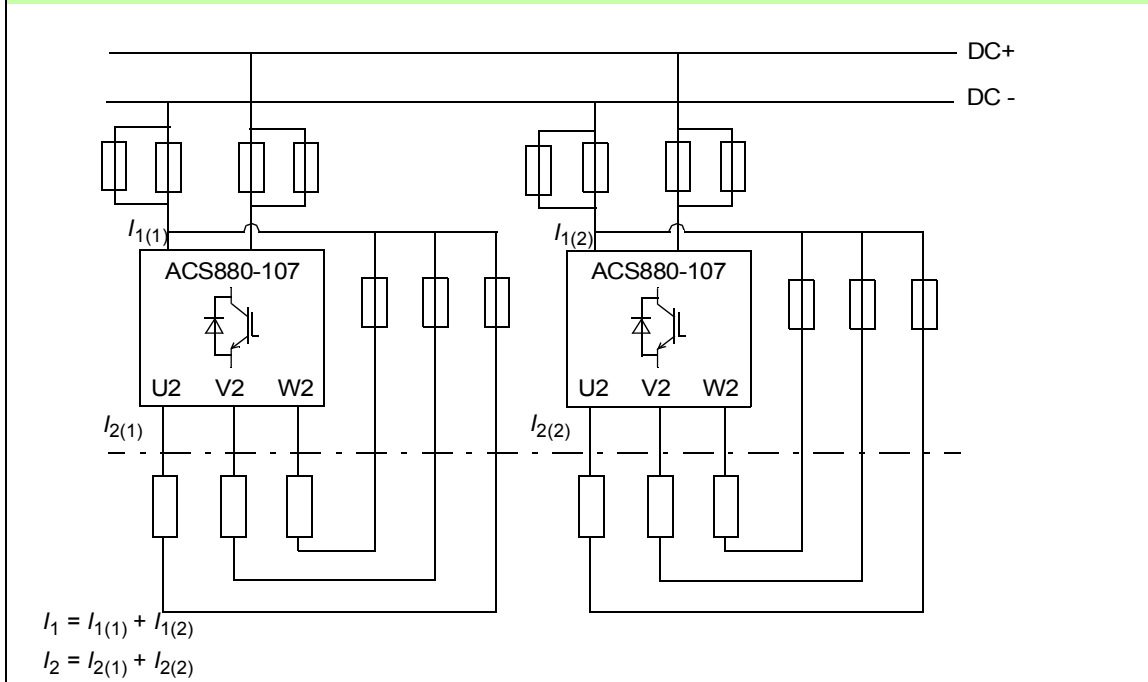 DC+
DC -
I1(1)
I1(2)
ACS880-107
ACS880-107
U2 V2 W2
U2 V2 W2
I2(1)
I2(2)
I1 = I1(1) + I1(2)
I2 = I2(1) + I2(2)